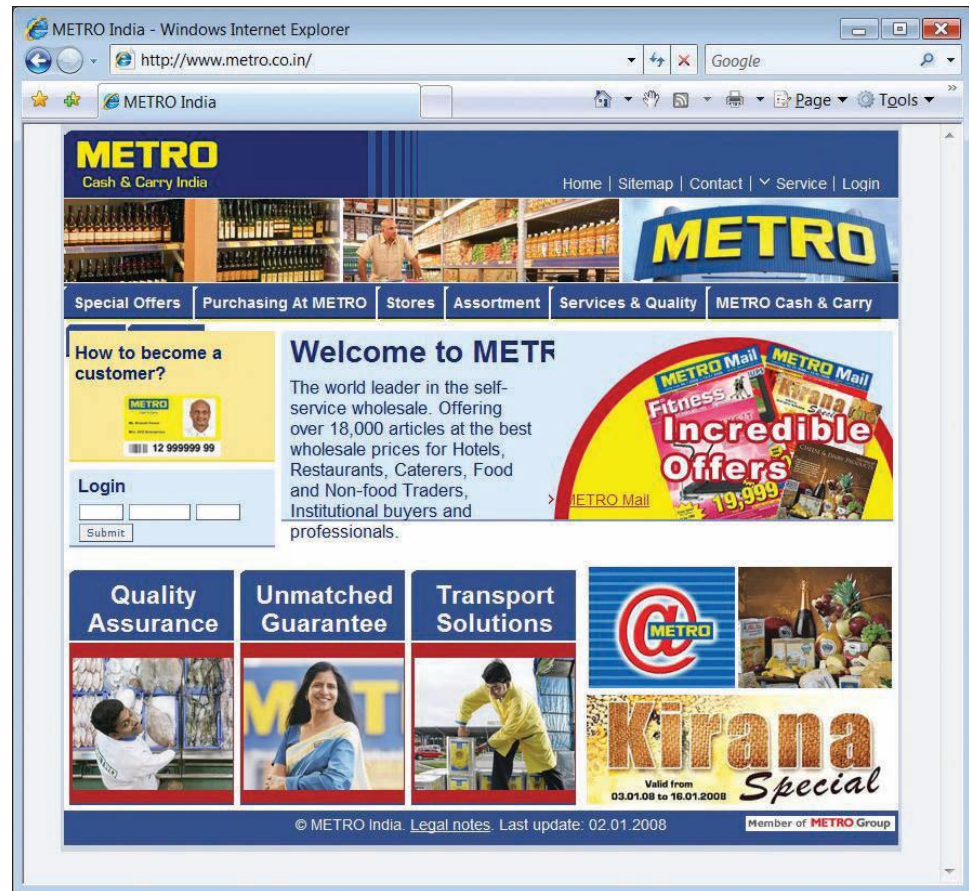 METRO India - Windows Internet Explorer
http://www.metro.co.in/
Google
METRO India
Page
Tools
METRO
Cash & Carry India
Home | Sitemap | Contact | Service | Login
METRO
Special Offers
Purchasing At METRO
Stores
Assortment
Services & Quality
METRO Cash & Carry
How to become a
customer?
METRO
12 999999 99
Login
Submit
Welcome to METR
The world leader in the self-
service wholesale. Offering
over 18,000 articles at the best
wholesale prices for Hotels,
Restaurants, Caterers, Food
and Non-food Traders,
Institutional buyers and
professionals.
METRO Mail
METRO Mail
Fitness
Kirana
Special
Incredible
Offers
19,999
METRO Mail
Quality
Assurance
Unmatched
Guarantee
Transport
Solutions
METRO
Kirana
Special
Valid from
03.01.08 to 16.01.2008
© METRO India. Legal notes. Last update: 02.01.2008
Member of METRO Group